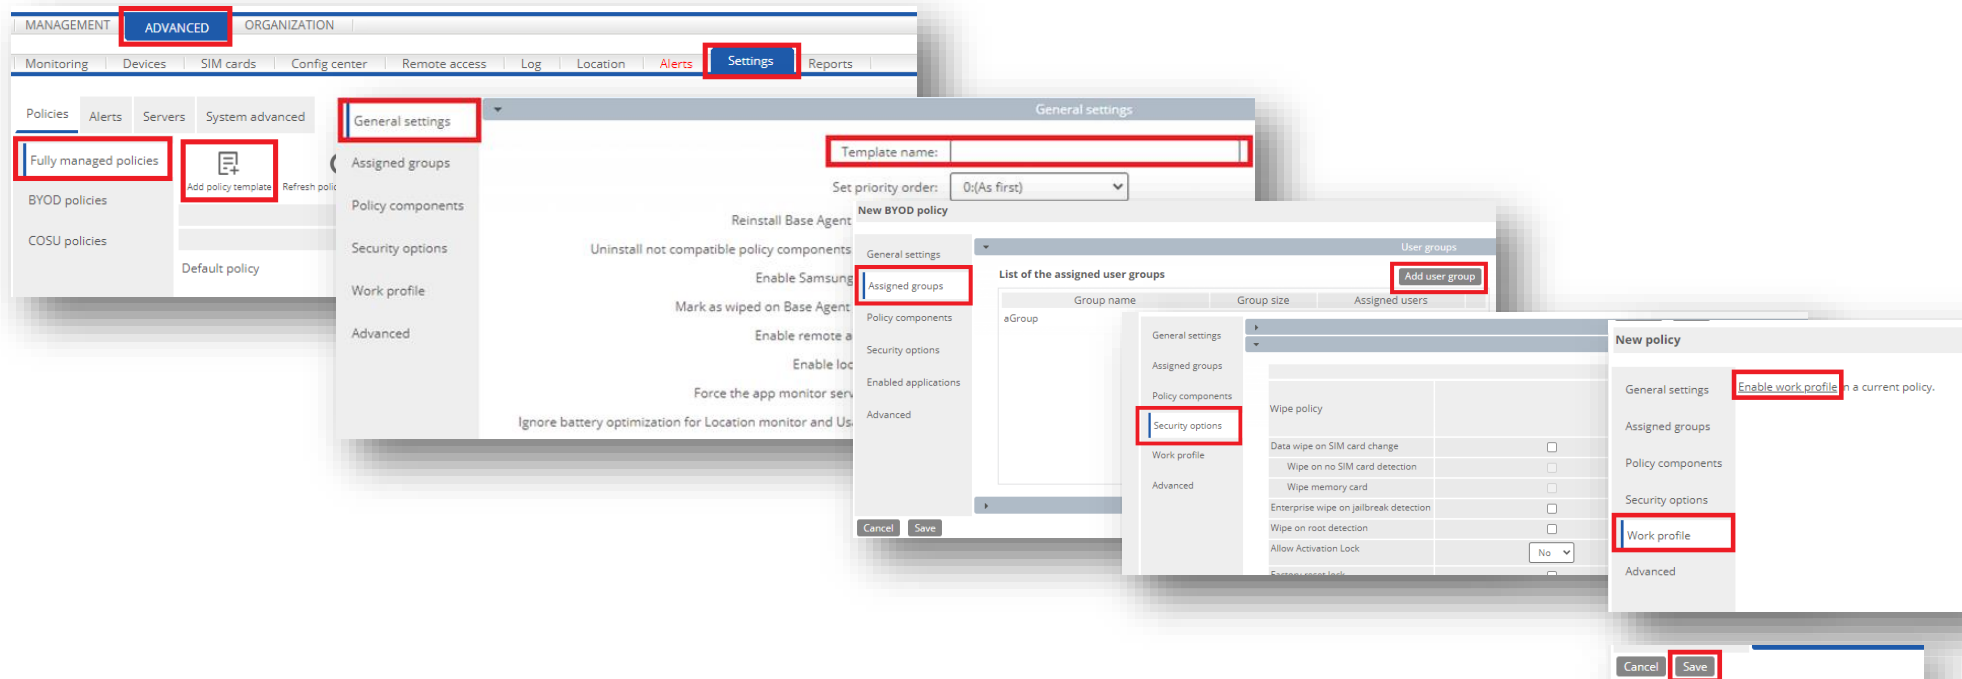 MANAGEMENT ADVANCED ORGANIZATION
Monitoring Devices SIM cards Config center Remote access Log Location Alerts Settings Reports
Policies Alerts Servers System advanced
Fully managed policies
BYOD policies
COSU policies
Add policy template Refresh
Default policy
General settings
Assigned groups
Policy components
Security options
Work profile
Advanced
General settings
Template name:
Set priority order: 0:(As first)
Reinstall Base Agent
Uninstall not compatible policy components
Enable Samsung
Mark as wiped on Base Agent
Enable remote
Enable
Force the app monitor
Ignore battery optimization for Location monitor and
New BYOD policy
General settings
Assigned groups
Policy components
Security options
Enabled applications
Advanced
User groups
List of the assigned user groups Add user group
Group name Group size Assigned users
aGroup
Cancel Save
General settings
Assigned groups
Policy components
Security options
Work profile
Advanced
Wipe policy
Data wipe on SIM card change
Wipe on no SIM card detection
Wipe memory card
Enterprise wipe on jailbreak detection
Wipe on root detection
Allow Activation Lock No
Factory reset lock
New policy
General settings
Assigned groups
Policy components
Security options
Work profile
Advanced
Enable work profile in a current policy.
Cancel Save